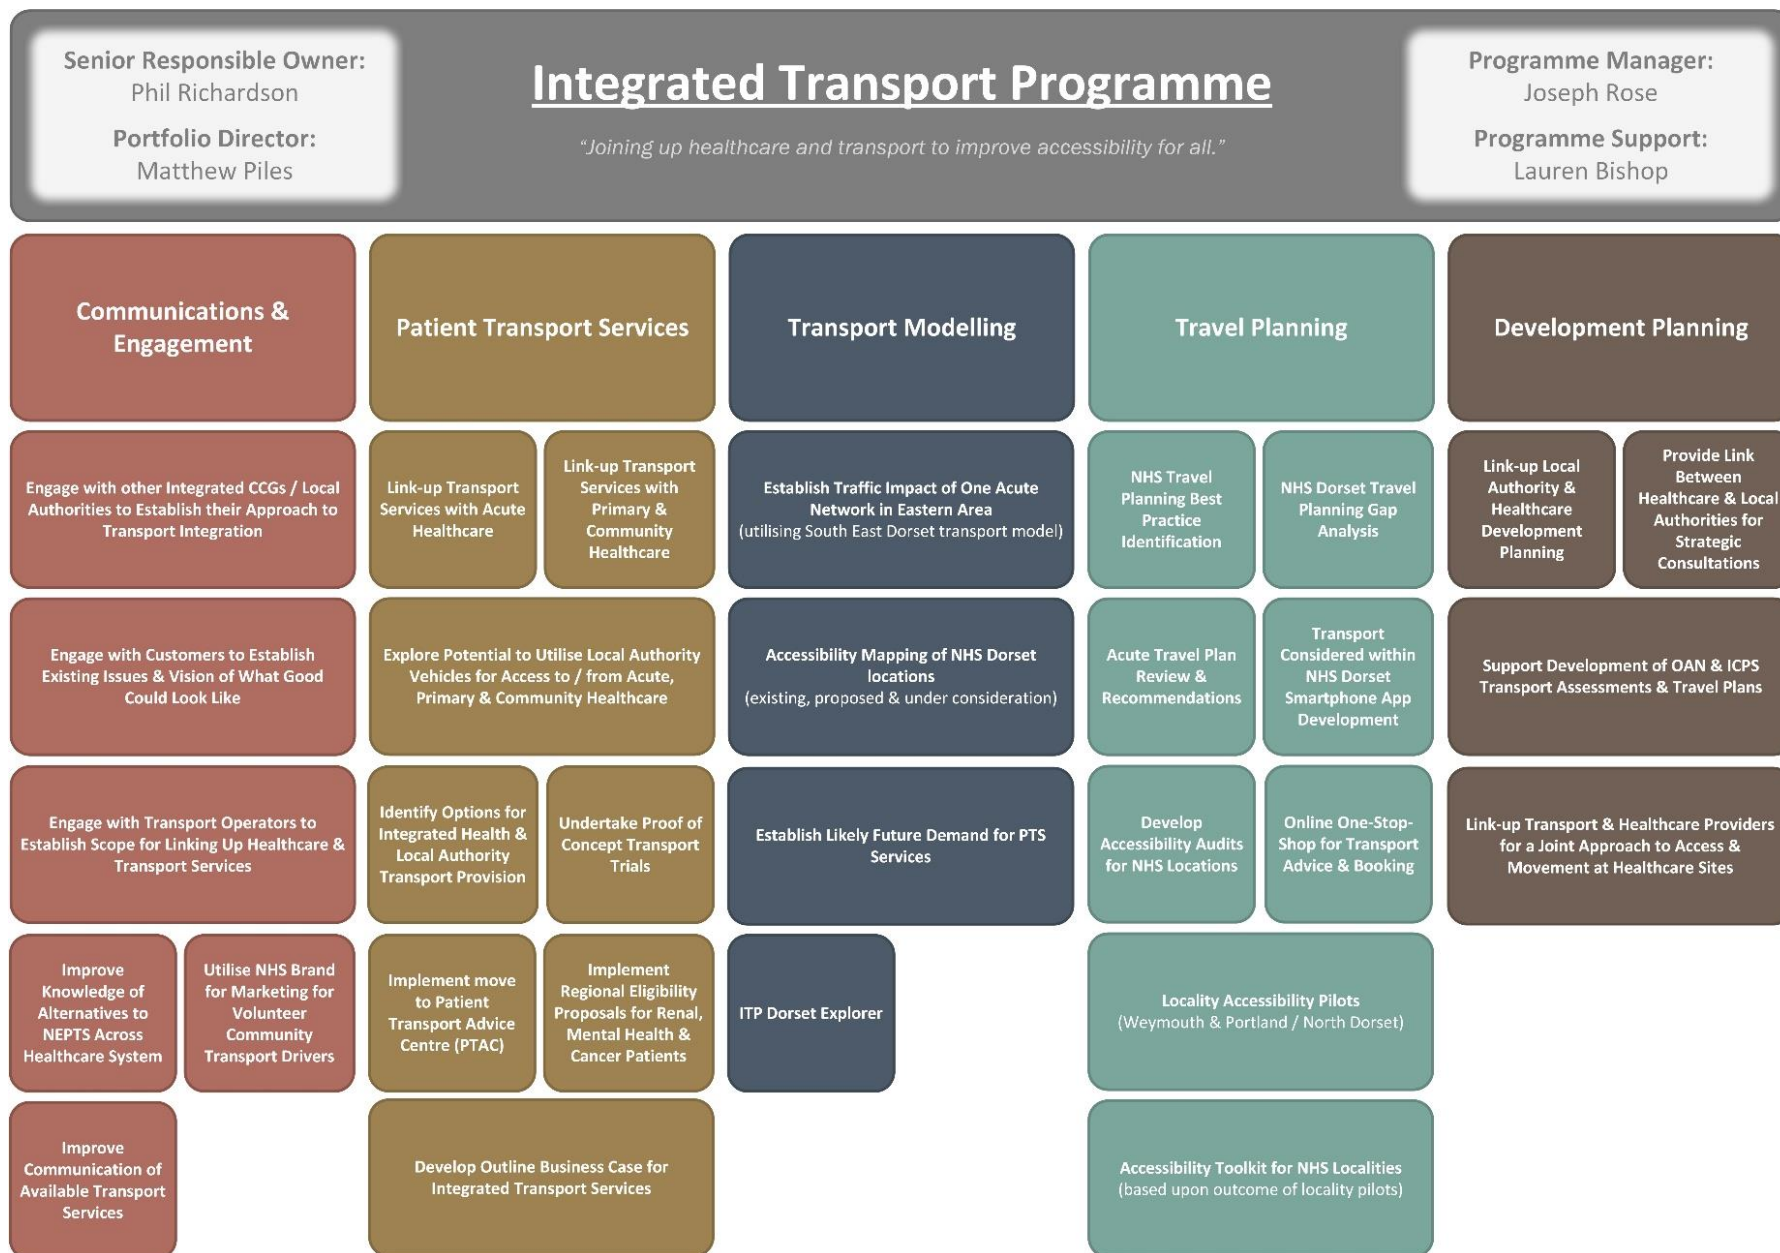 Senior Responsible Owner:
Phil Richardson
Portfolio Director:
Matthew Piles
Integrated Transport Programme
“Joining up healthcare and transport to improve accessibility for all.”
Programme Manager:
Joseph Rose
Programme Support:
Lauren Bishop
Communications &
Engagement
Engage with other Integrated CCGs / Local
Authorities to Establish their Approach to
Transport Integration
Engage with Customers to Establish
Existing Issues & Vision of What Good
Could Look Like
Engage with Transport Operators to
Establish Scope for Linking Up Healthcare &
Transport Services
Improve
Knowledge of
Alternatives to
NEPTS Across
Healthcare System
Utilise NHS Brand
for Marketing for
Volunteer
Community
Transport Drivers
Improve
Communication of
Available Transport
Services
Patient Transport Services
Link-up Transport
Services with Acute
Healthcare
Link-up Transport
Services with
Primary &
Community
Healthcare
Explore Potential to Utilise Local Authority
Vehicles for Access to / from Acute,
Primary & Community Healthcare
Identify Options for
Integrated Health &
Local Authority
Transport Provision
Undertake Proof of
Concept Transport
Trials
Implement move
to Patient
Transport Advice
Centre (PTAC)
Implement
Regional Eligibility
Proposals for Renal,
Mental Health &
Cancer Patients
Develop Outline Business Case for
Integrated Transport Services
Transport Modelling
Establish Traffic Impact of One Acute
Network in Eastern Area
(utilising South East Dorset transport model)
Accessibility Mapping of NHS Dorset
locations
(existing, proposed & under consideration)
Establish Likely Future Demand for PTS
Services
ITP Dorset Explorer
Travel Planning
NHS Travel
Planning Best
Practice
Identification
NHS Dorset Travel
Planning Gap
Analysis
Acute Travel Plan
Review &
Recommendations
Transport
Considered within
NHS Dorset
Smartphone App
Development
Develop
Accessibility Audits
for NHS Locations
Online One-Stop-
Shop for Transport
Advice & Booking
Locality Accessibility Pilots
(Weymouth & Portland / North Dorset)
Accessibility Toolkit for NHS Localities
(based upon outcome of locality pilots)
Development Planning
Link-up Local
Authority &
Healthcare
Development
Planning
Provide Link
Between
Healthcare & Local
Authorities for
Strategic
Consultations
Support Development of OAN & ICPS
Transport Assessments & Travel Plans
Link-up Transport & Healthcare Providers
for a Joint Approach to Access &
Movement at Healthcare Sites